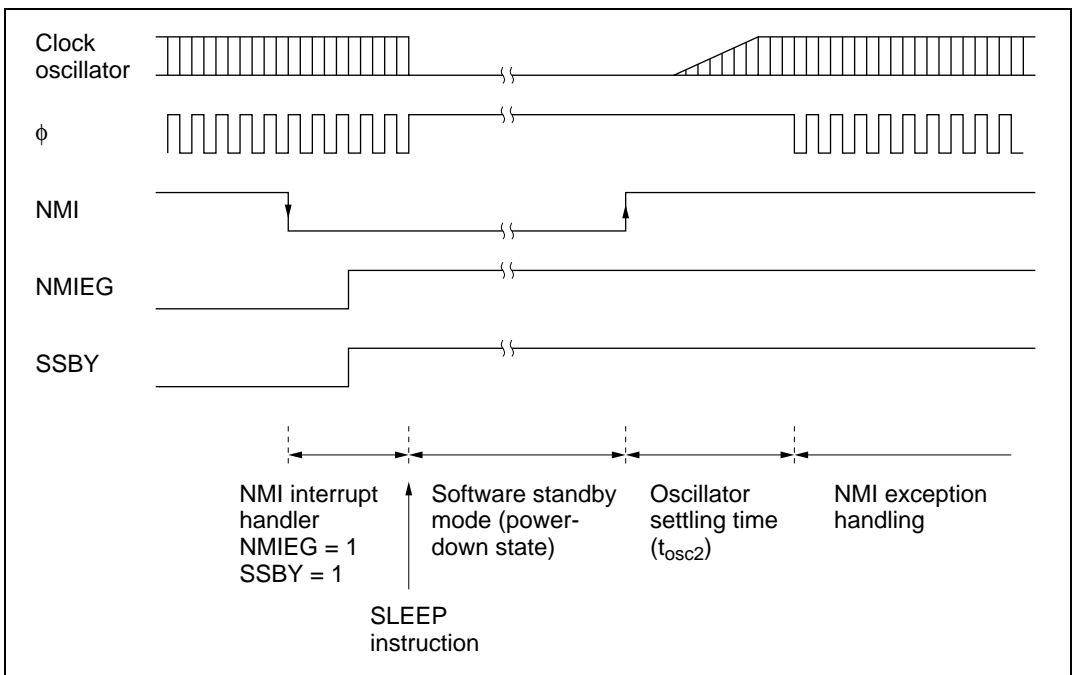 Clock
oscillator
ϕ
NMI
NMIEG
SSBY
NMI interrupt
handler
NMIEG = 1
SSBY = 1
SLEEP
instruction
Software standby
mode (power-
down state)
Oscillator
settling time
(tosc2)
NMI exception
handling